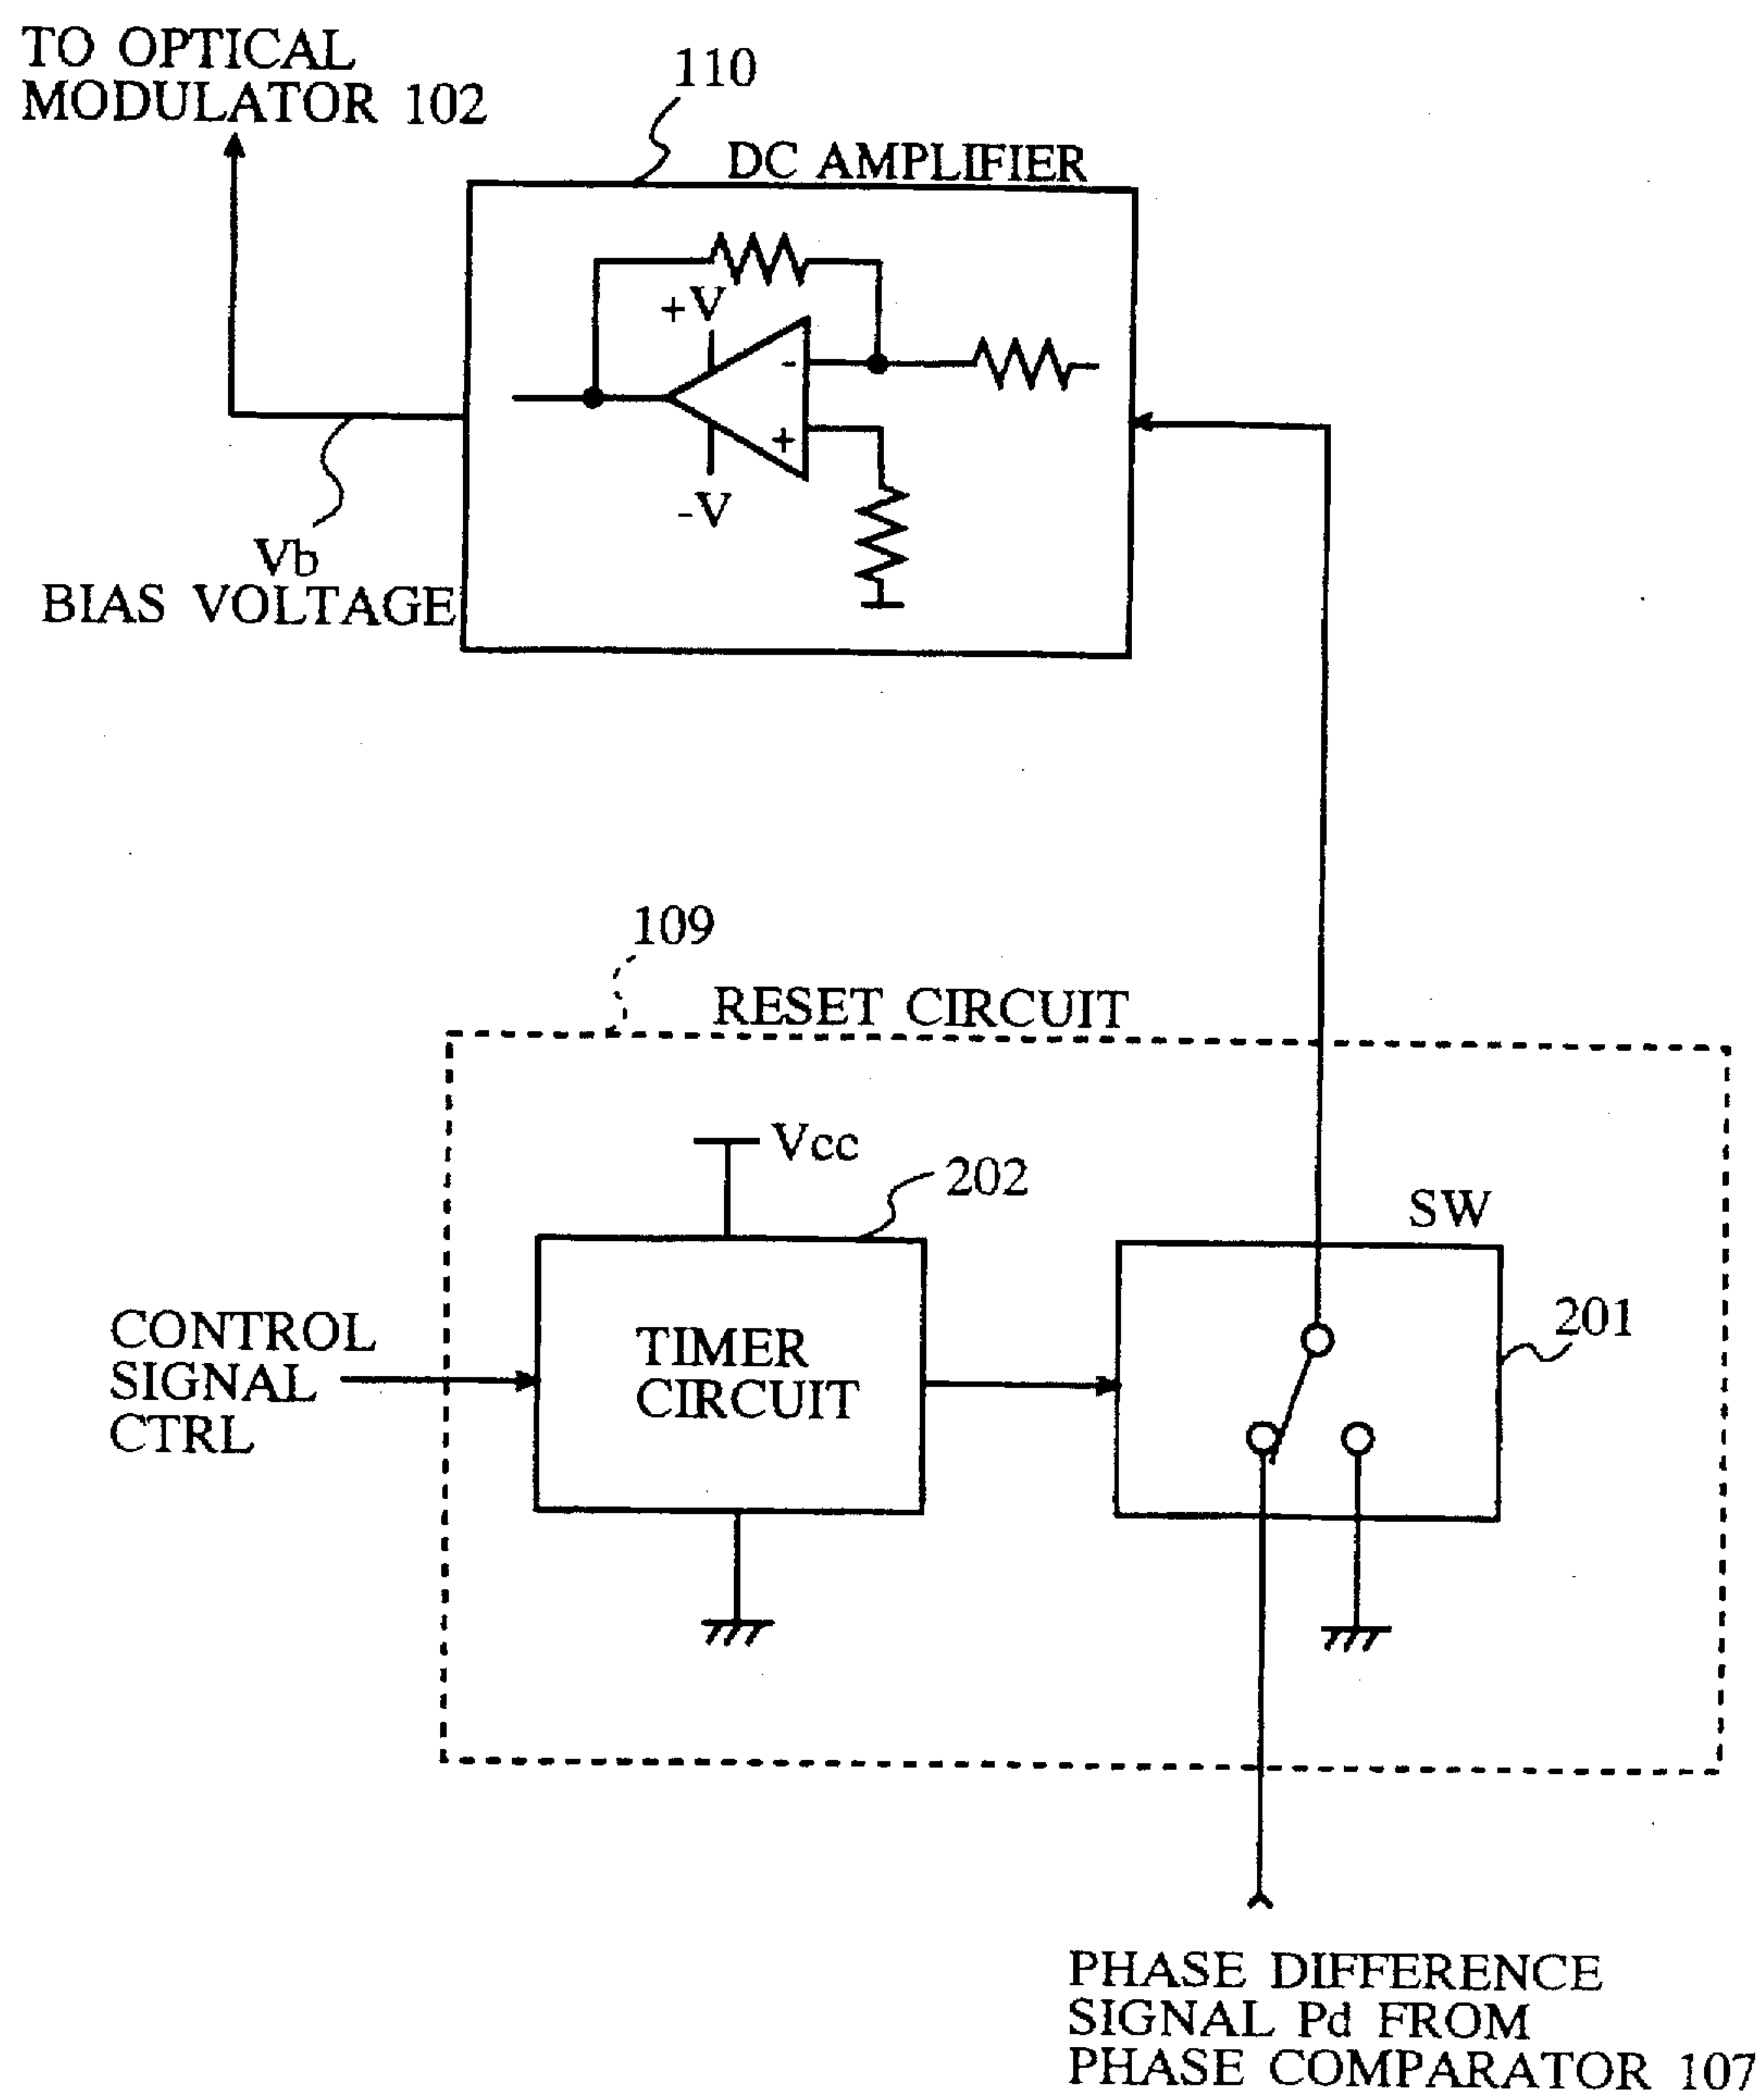 TO OPTICAL
MODULATOR 102
110
DC AMPLIFIER
+V
-
+
-V
Vb
BIAS VOLTAGE
109
RESET CIRCUIT
Vcc
202
SW
201
CONTROL
SIGNAL
CTRL
TIMER
CIRCUIT
PHASE DIFFERENCE
SIGNAL Pd FROM
PHASE COMPARATOR 107